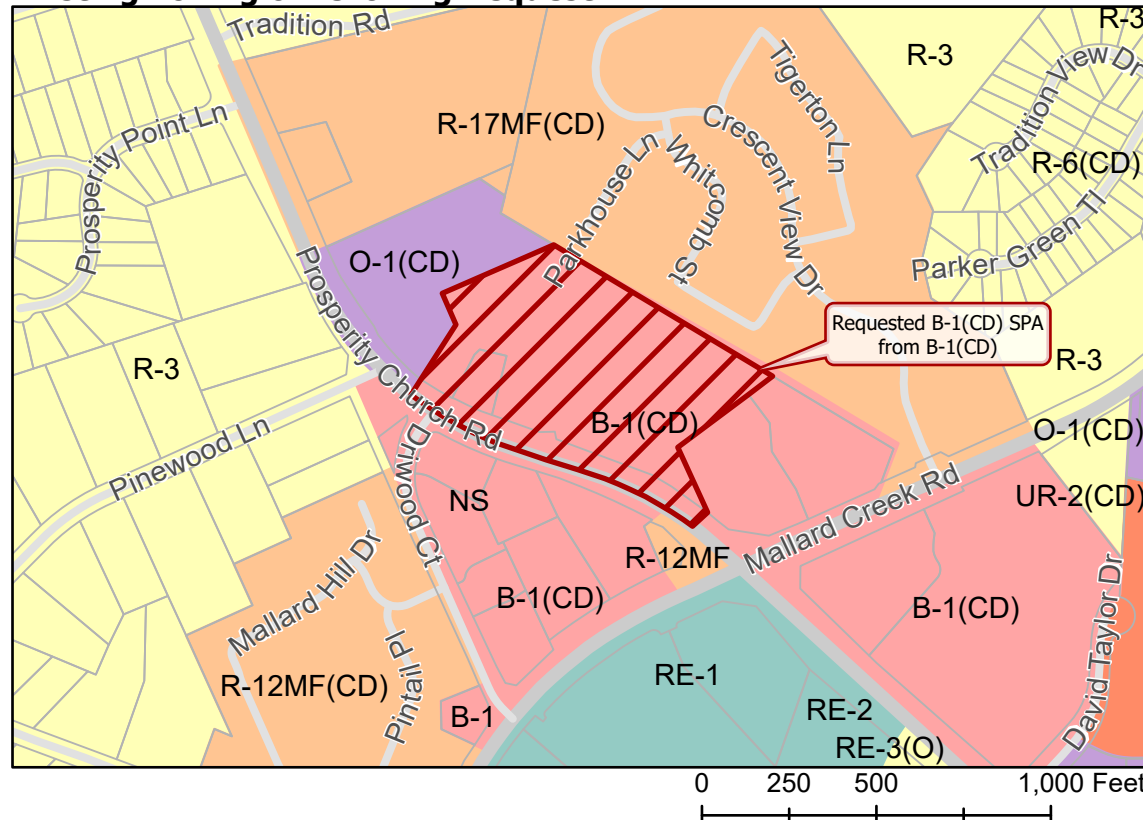 Tradition Rd
R-3
R-3
Tigerton Ln
Tradition View Dr
R-17MF(CD)
Crescent View Dr
Prosperity Point Ln
Parkhouse Ln
Whitcomb St
R-6(CD)
O-1(CD)
Parker Green Tl
Prosperity Church Rd
Requested B-1(CD) SPA
from B-1(CD)
R-3
R-3
B-1(CD)
O-1(CD)
Pinewood Ln
Driwood Ct
NS
Mallard Creek Rd
UR-2(CD)
R-12MF
Mallard Hill Dr
B-1(CD)
B-1(CD)
Pintail Pl
R-12MF(CD)
RE-1
David Taylor Dr
B-1
RE-2
RE-3(O)
0 250 500 1,000 Feet